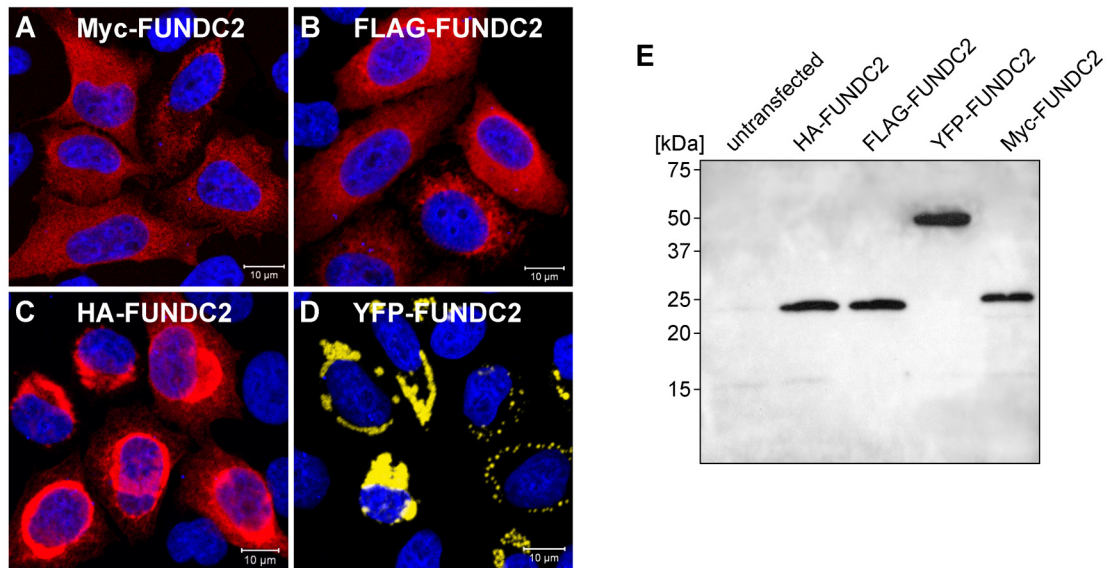 A Myc-FUNDC2
10 µm
B FLAG-FUNDC2
10 µm
C HA-FUNDC2
10 µm
D YFP-FUNDC2
10 µm
E
untransfected
HA-FUNDC2
FLAG-FUNDC2
YFP-FUNDC2
Myc-FUNDC2
[kDa]
75
50
37
25
20
15